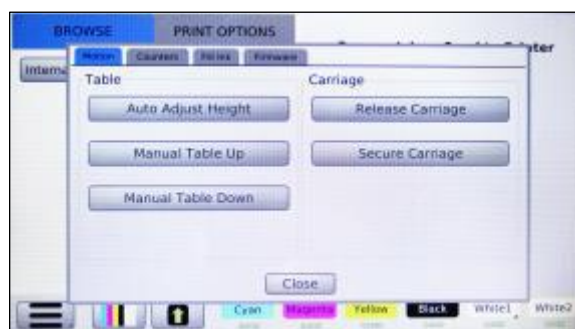 BROWSE PRINT OPTIONS
Motion Counters Firmware
Table Carriage
Auto Adjust Height Release Carriage
Manual Table Up Secure Carriage
Manual Table Down
Close
Cyan Magenta Yellow Black White1 White2